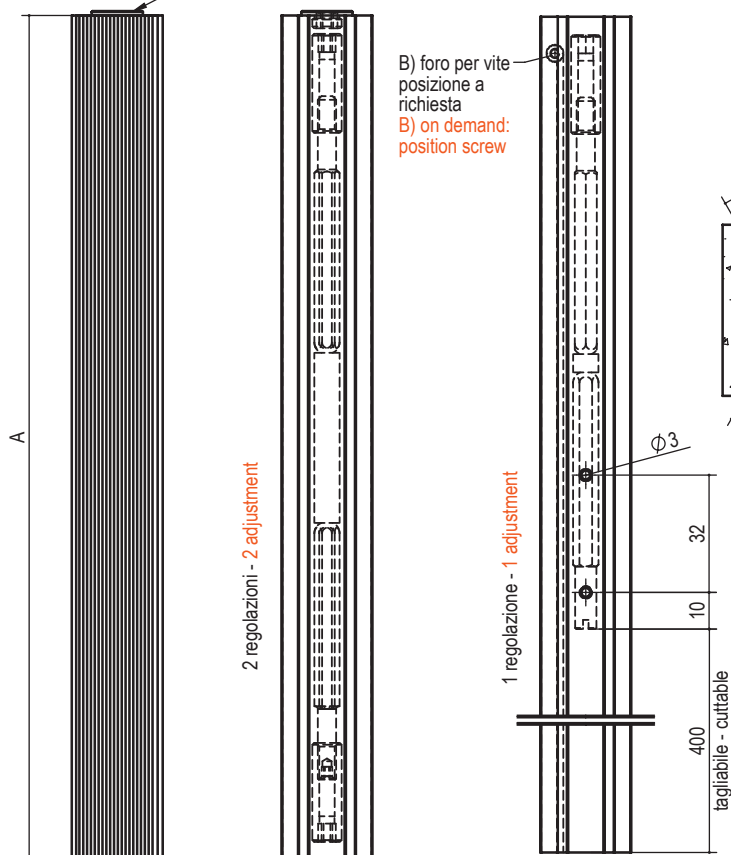 B) foro per vite
posizione a
richiesta
B) on demand:
position screw
A
2 regolazioni - 2 adjustment
1 regolazione - 1 adjustment
Ø3
32
10
400
tagliabile - cuttable